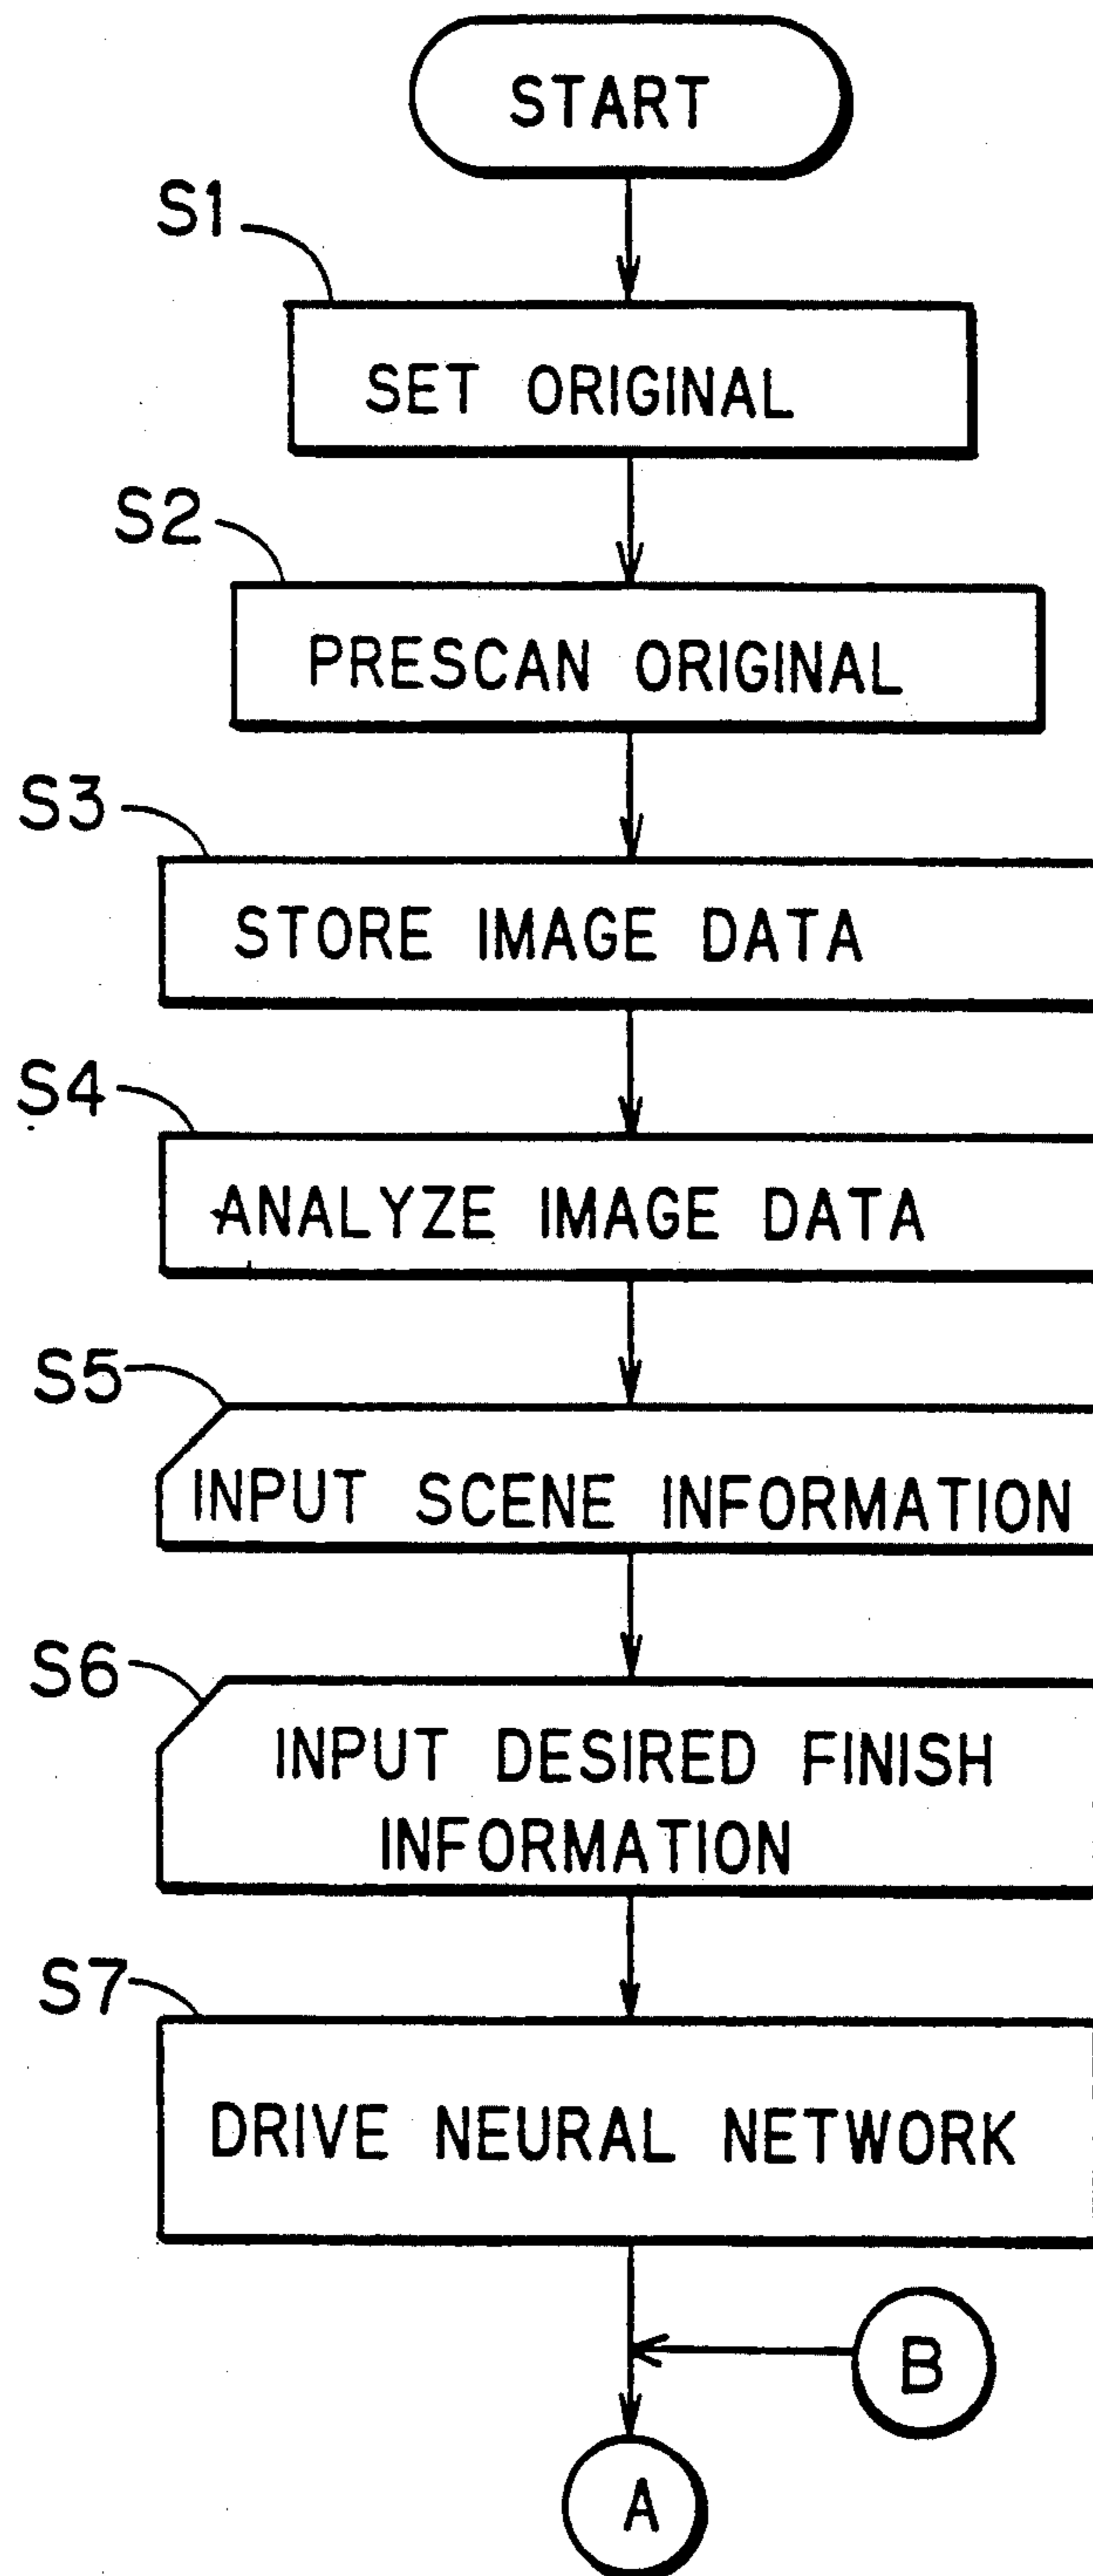 START
S1
SET ORIGINAL
S2
PRESCAN ORIGINAL
S3
STORE IMAGE DATA
S4
ANALYZE IMAGE DATA
S5
INPUT SCENE INFORMATION
S6
INPUT DESIRED FINISH
INFORMATION
S7
DRIVE NEURAL NETWORK
B
A